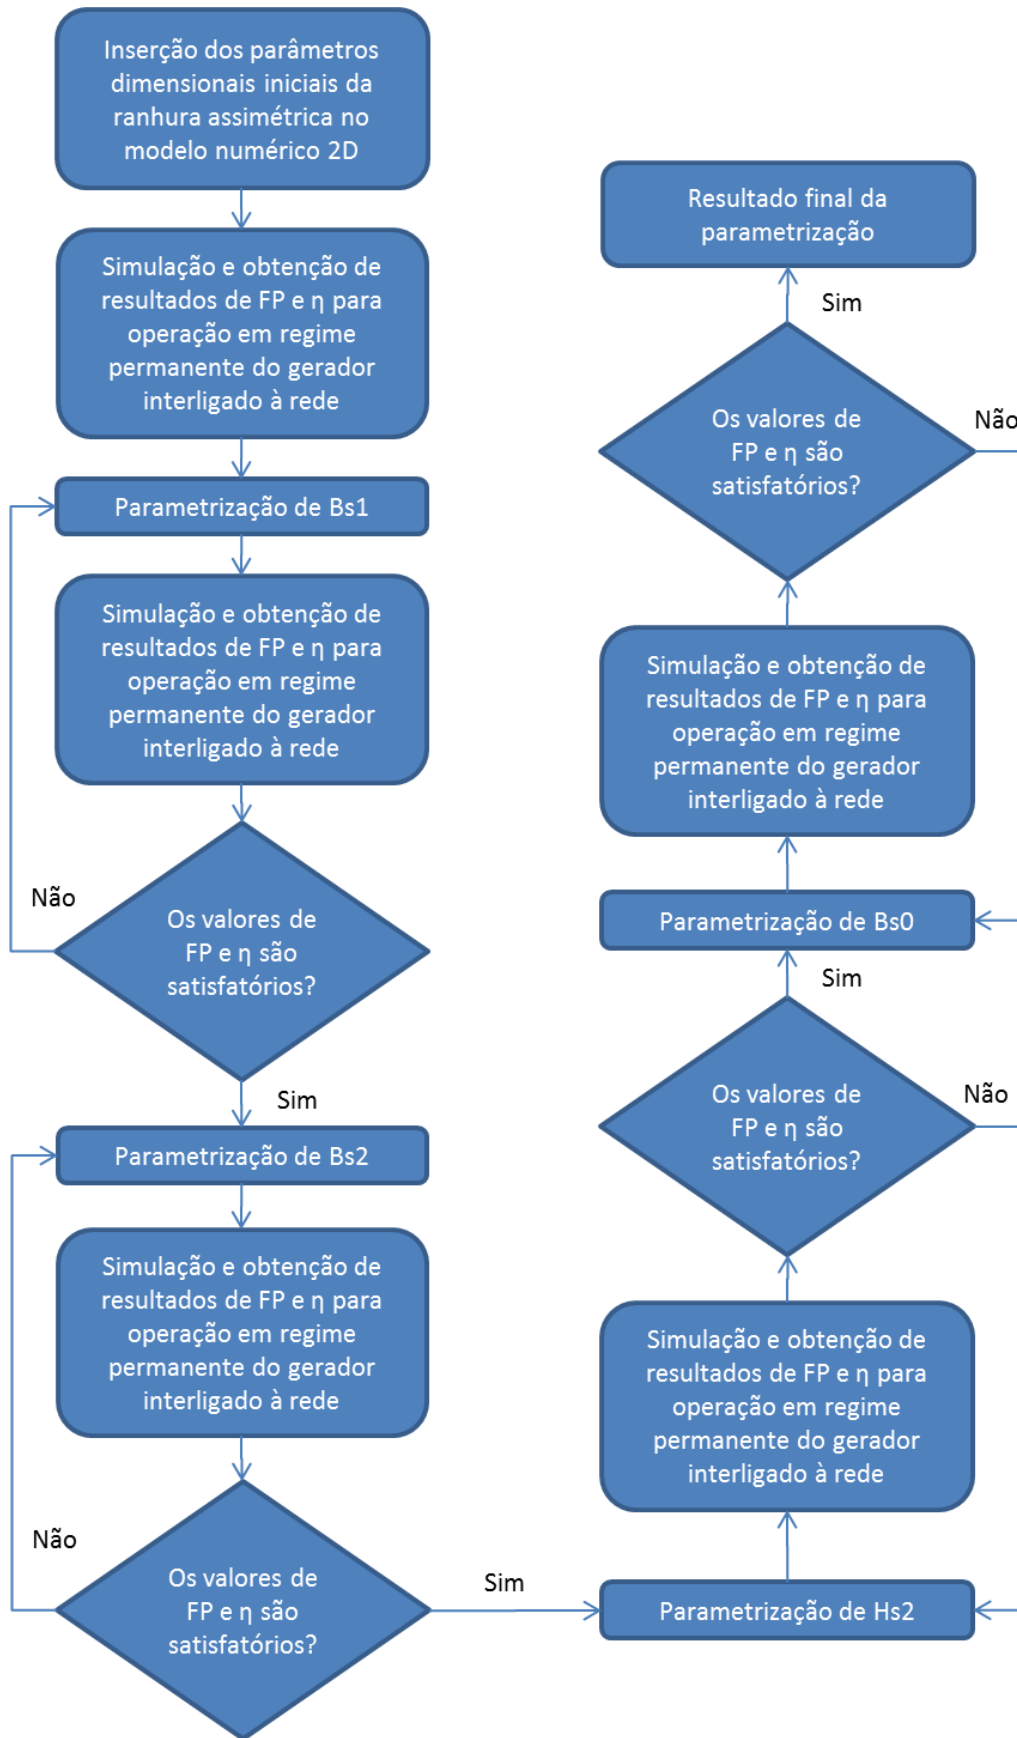 Inserção dos parâmetros
dimensionais iniciais da
ranhura assimétrica no
modelo numérico 2D
Simulação e obtenção de
resultados de FP e η para
operação em regime
permanente do gerador
interligado à rede
Parametrização de Bs1
Simulação e obtenção de
resultados de FP e η para
operação em regime
permanente do gerador
interligado à rede
Não
Os valores de
FP e η são
satisfatórios?
Sim
Parametrização de Bs2
Simulação e obtenção de
resultados de FP e η para
operação em regime
permanente do gerador
interligado à rede
Não
Os valores de
FP e η são
satisfatórios?
Sim
Parametrização de Hs2
Simulação e obtenção de
resultados de FP e η para
operação em regime
permanente do gerador
interligado à rede
Os valores de
FP e η são
satisfatórios?
Não
Sim
Parametrização de Bs0
Simulação e obtenção de
resultados de FP e η para
operação em regime
permanente do gerador
interligado à rede
Os valores de
FP e η são
satisfatórios?
Não
Sim
Resultado final da
parametrização